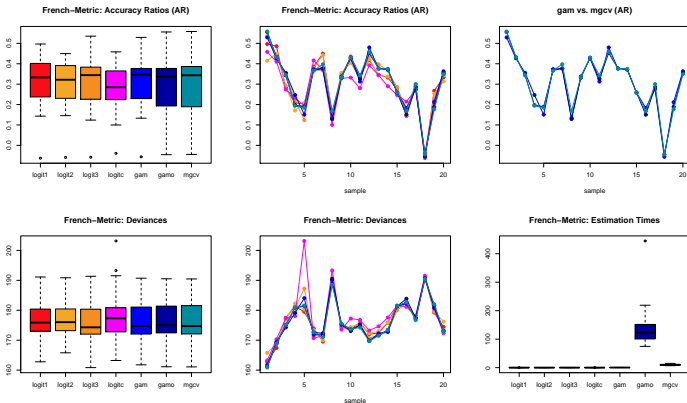 French−Metric: Accuracy Ratios (AR)
0.0 0.1 0.2 0.3 0.4 0.5
logit1 logit2 logit3 logitc gam gamo mgcv
French−Metric: Accuracy Ratios (AR)
0.0 0.1 0.2 0.3 0.4 0.5
5 10 15 20
sample
gam vs. mgcv (AR)
0.0 0.1 0.2 0.3 0.4 0.5
5 10 15 20
sample
French−Metric: Deviances
160 170 180 190 200
logit1 logit2 logit3 logitc gam gamo mgcv
French−Metric: Deviances
160 170 180 190 200
5 10 15 20
sample
French−Metric: Estimation Times
0 100 200 300 400
logit1 logit2 logit3 logitc gam gamo mgcv